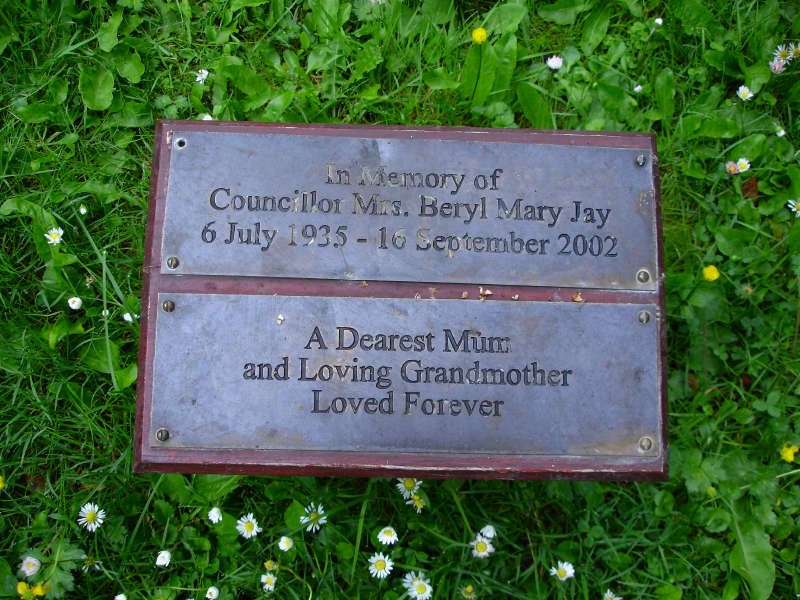 In Memory of
Councillor Mrs. Beryl Mary Jay
6 July 1935 - 16 September 2002
A Dearest Mum
and Loving Grandmother
Loved Forever